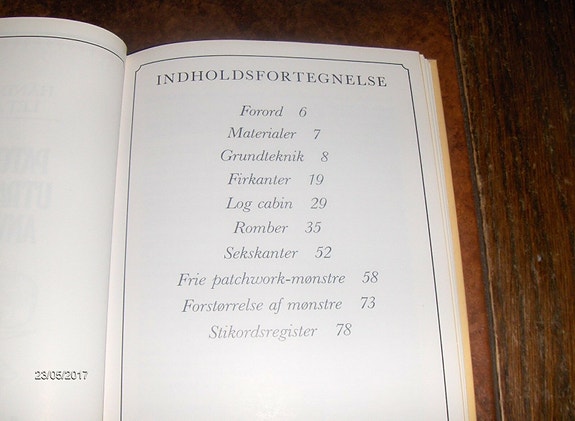 INDHOLDSFORTEGNELSE
Forord 6
Materialer 7
Grundteknik 8
Firkanter 19
Log cabin 29
Romber 35
Sekskanter 52
Frie patchwork-mønstre 58
Forstørrelse af mønstre 73
Stikordsregister 78
23/05/2017